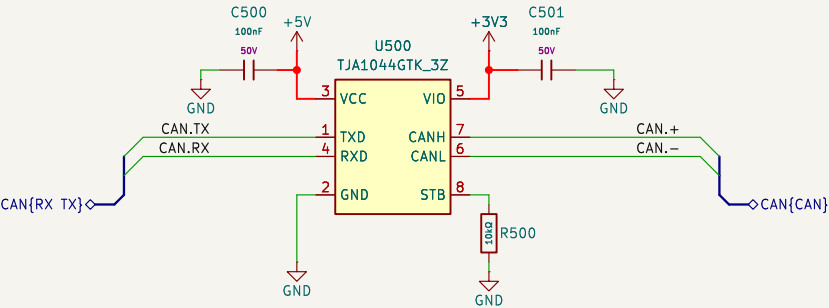 C500
100nF
50V
+5V
GND
U500
TJA1044GTK_3Z
+3V3
C501
100nF
50V
GND
3 VCC
VIO 5
CAN.TX
1 TXD
CANH 7
CAN.+
CAN.RX
4 RXD
CANL 6
CAN.-
2 GND
STB 8
CAN{RX TX}
CAN{CAN}
10kΩ
R500
GND
GND